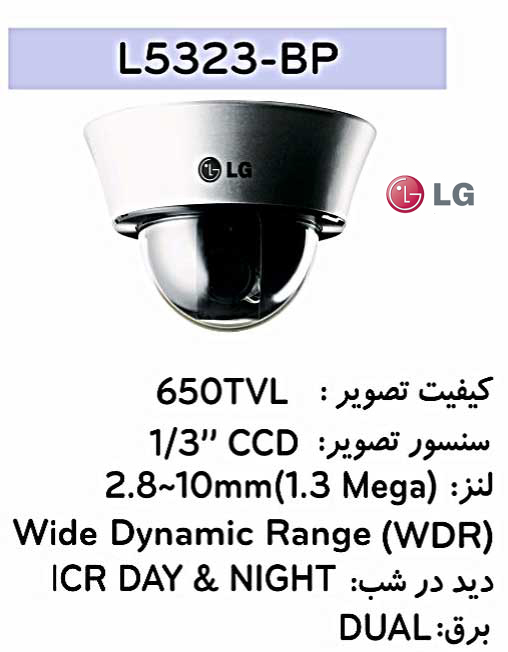 L5323-BP
LG
LG
کیفیت تصویر : 650TVL
سنسور تصویر: 1/3” CCD
لنز: 2.8~10mm(1.3 Mega)
Wide Dynamic Range (WDR)
دید در شب: ICR DAY & NIGHT
برق: DUAL